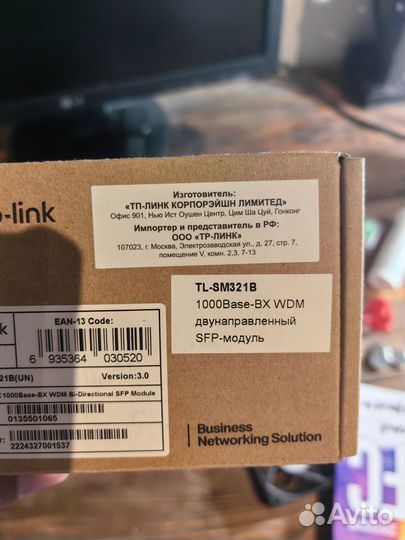 p-link
Изготовитель:
«ТП-ЛИНК КОРПОРЭЙШН ЛИМИТЕД»
Офис 901, Нью Ист Оушен Центр, Цим Ша Цуй, Гонконг
Импортер и представитель в РФ:
ООО «ТР-ЛИНК»
107023, г. Москва, Электрозаводская ул., д. 27, стр. 7,
помещение V, комн. 2,3, 7-13
TL-SM321B
1000Base-BX WDM
двунаправленный
SFP-модуль
EAN-13 Code:
6 935364 030520
21B(UN) Version:3.0
1000Base-BX WDM Bi-Directional SFP Module
0135501065
2224327001537
Business
Networking Solution
Avito